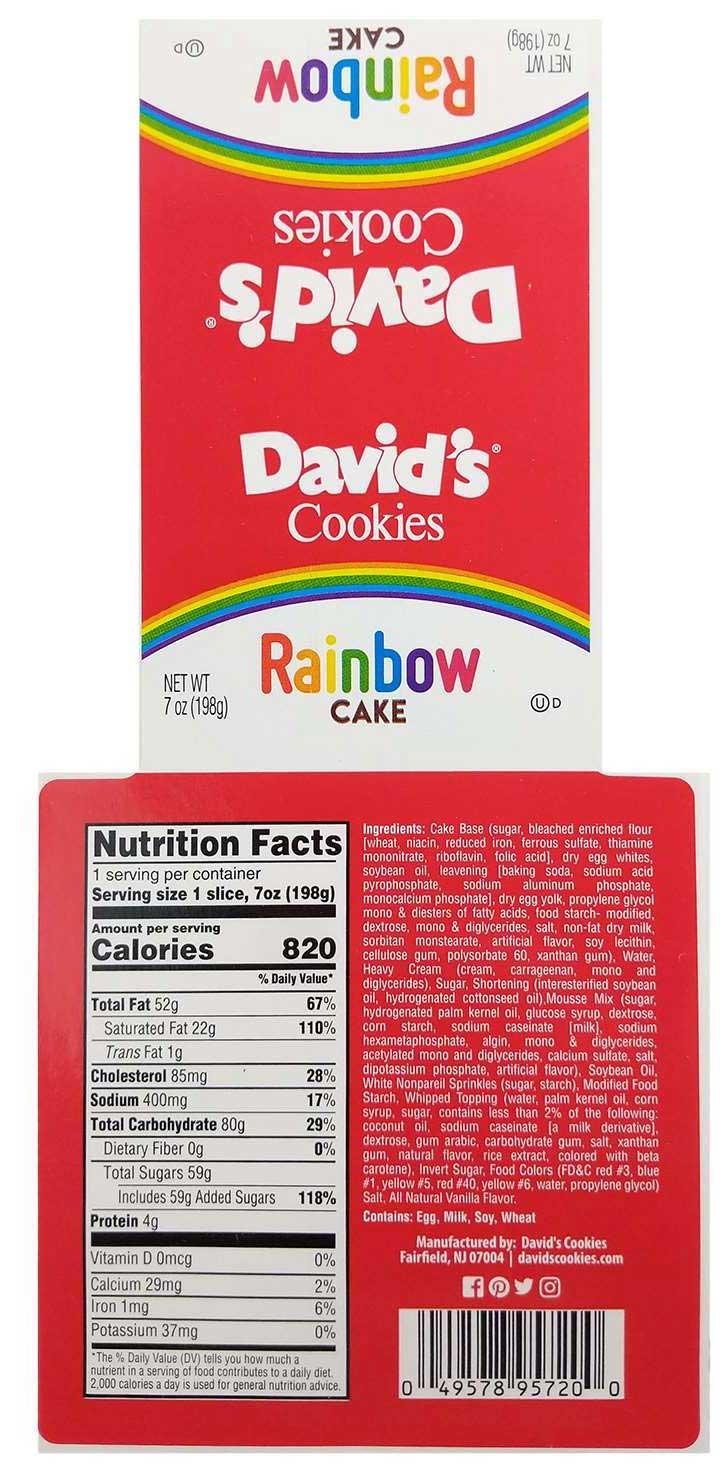 NET WT
7 oz (198g)
Rainbow
CAKE
UD
David's®
Cookies
David's®
Cookies
Rainbow
CAKE
NET WT
7 oz (198g)
UD
Nutrition Facts
1 serving per container
Serving size 1 slice, 7oz (198g)
Amount per serving
Calories 820
% Daily Value*
Total Fat 52g 67%
Saturated Fat 22g 110%
Trans Fat 1g
Cholesterol 85mg 28%
Sodium 400mg 17%
Total Carbohydrate 80g 29%
Dietary Fiber 0g 0%
Total Sugars 59g
Includes 59g Added Sugars 118%
Protein 4g
Vitamin D 0mcg 0%
Calcium 29mg 2%
Iron 1mg 6%
Potassium 37mg 0%
*The % Daily Value (DV) tells you how much a
nutrient in a serving of food contributes to a daily diet.
2,000 calories a day is used for general nutrition advice.
Ingredients: Cake Base (sugar, bleached enriched flour
[wheat, niacin, reduced iron, ferrous sulfate, thiamine
mononitrate, riboflavin, folic acid], dry egg whites,
soybean oil, leavening [baking soda, sodium acid
pyrophosphate, sodium aluminum phosphate,
monocalcium phosphate], dry egg yolk, propylene glycol
mono & diesters of fatty acids, food starch- modified,
dextrose, mono & diglycerides, salt, non-fat dry milk,
sorbitan monstearate, artificial flavor, soy lecithin,
cellulose gum, polysorbate 60, xanthan gum), Water,
Heavy Cream (cream, carrageenan, mono and
diglycerides), Sugar, Shortening (interesterified soybean
oil, hydrogenated cottonseed oil),Mousse Mix (sugar,
hydrogenated palm kernel oil, glucose syrup, dextrose,
corn starch, sodium caseinate [milk], sodium
hexametaphosphate, algin, mono & diglycerides,
acetylated mono and diglycerides, calcium sulfate, salt,
dipotassium phosphate, artificial flavor), Soybean Oil,
White Nonpareil Sprinkles (sugar, starch), Modified Food
Starch, Whipped Topping (water, palm kernel oil, corn
syrup, sugar, contains less than 2% of the following:
coconut oil, sodium caseinate [a milk derivative],
dextrose, gum arabic, carbohydrate gum, salt, xanthan
gum, natural flavor, rice extract, colored with beta
carotene), Invert Sugar, Food Colors (FD&C red #3, blue
#1, yellow #5, red #40, yellow #6, water, propylene glycol)
Salt, All Natural Vanilla Flavor.
Contains: Egg, Milk, Soy, Wheat
Manufactured by: David's Cookies
Fairfield, NJ 07004 | davidscookies.com
0 49578 95720 0